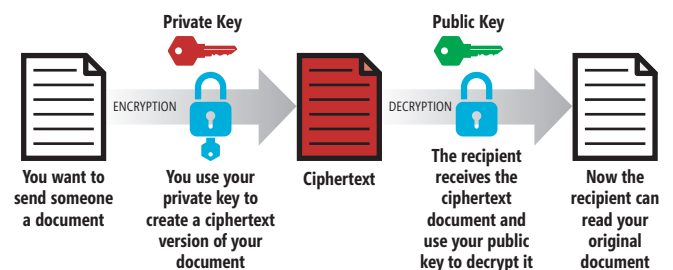 Private Key
Public Key
ENCRYPTION
DECRYPTION
You want to
send someone
a document
You use your
private key to
create a ciphertext
version of your
document
Ciphertext
The recipient
receives the
ciphertext
document and
use your public
key to decrypt it
Now the
recipient can
read your
original
document